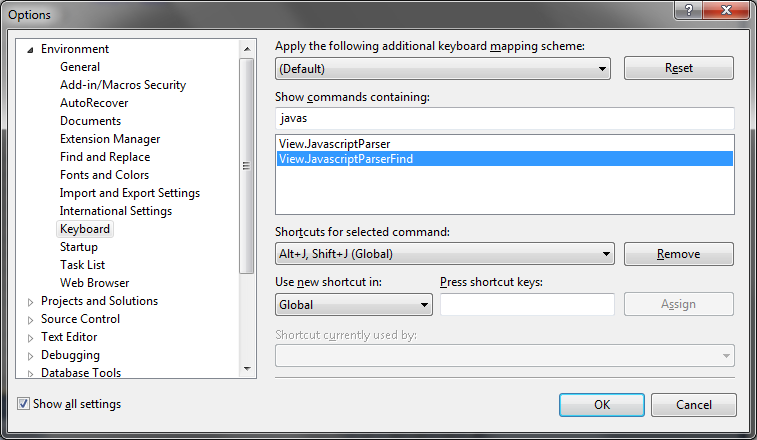 Options
Environment
General
Add-in/Macros Security
AutoRecover
Documents
Extension Manager
Find and Replace
Fonts and Colors
Import and Export Settings
International Settings
Keyboard
Startup
Task List
Web Browser
Projects and Solutions
Source Control
Text Editor
Debugging
Database Tools
Show all settings
Apply the following additional keyboard mapping scheme:
(Default)
Reset
Show commands containing:
javas
View.JavascriptParser
View.JavascriptParserFind
Shortcuts for selected command:
Alt+J, Shift+J (Global)
Remove
Use new shortcut in:
Press shortcut keys:
Global
Assign
Shortcut currently used by:
OK
Cancel